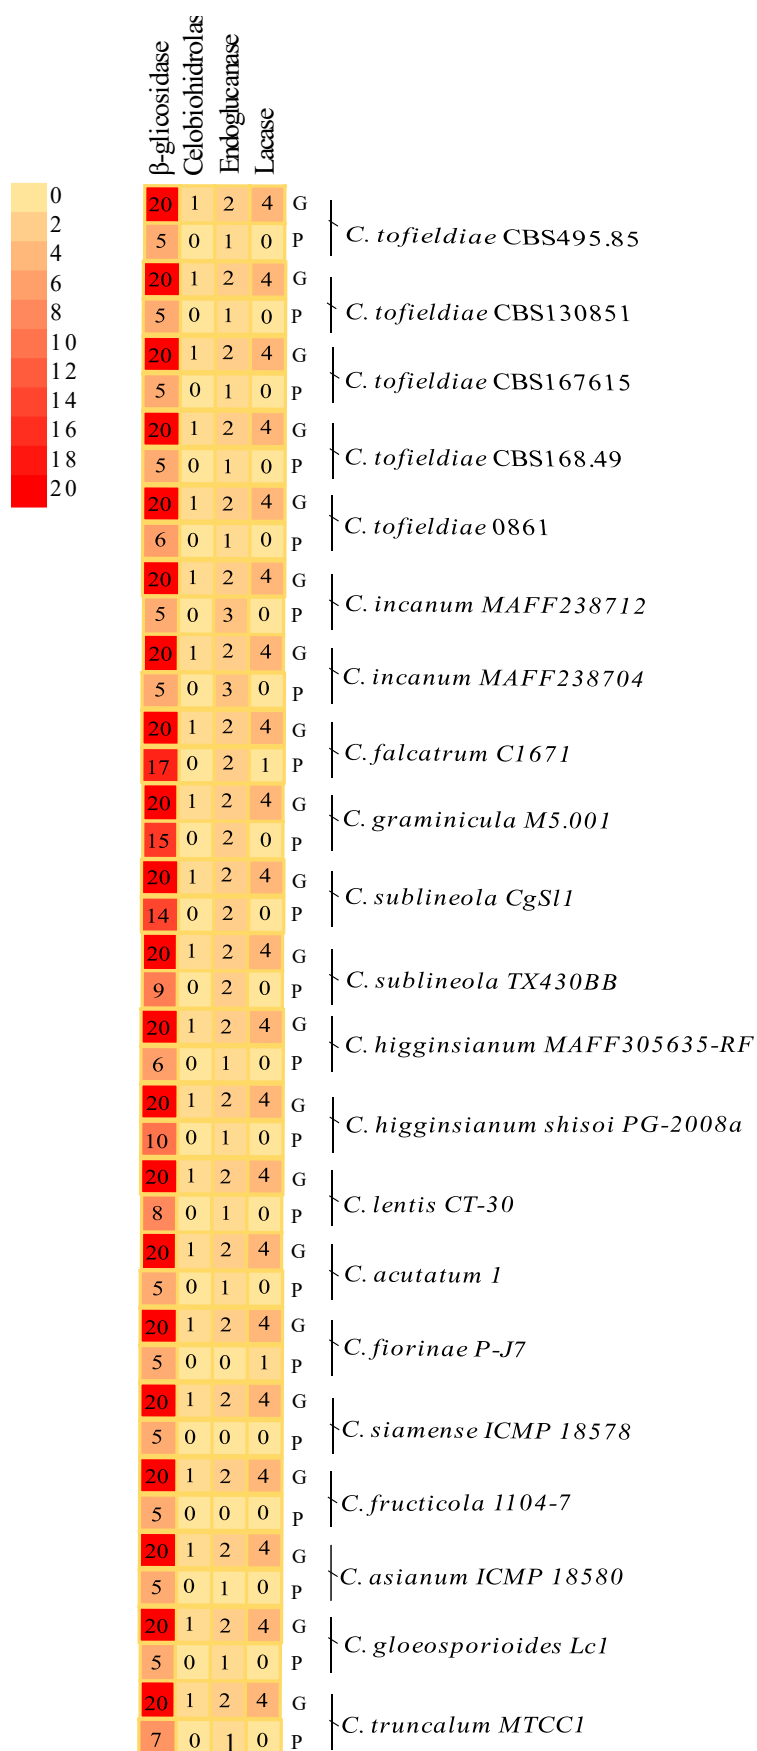 β-glicosidase Celobiohidrolas Endoglucanase Lacase
0
2
4
6
8
10
12
14
16
18
20
20 1 2 4 G
5 0 1 0 P
C. tofieldiae CBS495.85
20 1 2 4 G
5 0 1 0 P
C. tofieldiae CBS130851
20 1 2 4 G
5 0 1 0 P
C. tofieldiae CBS167615
20 1 2 4 G
5 0 1 0 P
C. tofieldiae CBS168.49
20 1 2 4 G
6 0 1 0 P
C. tofieldiae 0861
20 1 2 4 G
5 0 3 0 P
C. incanum MAFF238712
20 1 2 4 G
5 0 3 0 P
C. incanum MAFF238704
20 1 2 4 G
17 0 2 1 P
C. falcatrum C1671
20 1 2 4 G
15 0 2 0 P
C. graminicula M5.001
20 1 2 4 G
14 0 2 0 P
C. sublineola CgSl1
20 1 2 4 G
9 0 2 0 P
C. sublineola TX430BB
20 1 2 4 G
6 0 1 0 P
C. higginsianum MAFF305635-RF
20 1 2 4 G
10 0 1 0 P
C. higginsianum shisoi PG-2008a
20 1 2 4 G
8 0 1 0 P
C. lentis CT-30
20 1 2 4 G
5 0 1 0 P
C. acutatum 1
20 1 2 4 G
5 0 0 1 P
C. fiorinae P-J7
20 1 2 4 G
5 0 0 0 P
C. siamense ICMP 18578
20 1 2 4 G
5 0 0 0 P
C. fructicola 1104-7
20 1 2 4 G
5 0 1 0 P
C. asianum ICMP 18580
20 1 2 4 G
5 0 1 0 P
C. gloeosporioides Lc1
20 1 2 4 G
7 0 1 0 P
C. truncalum MTCC1